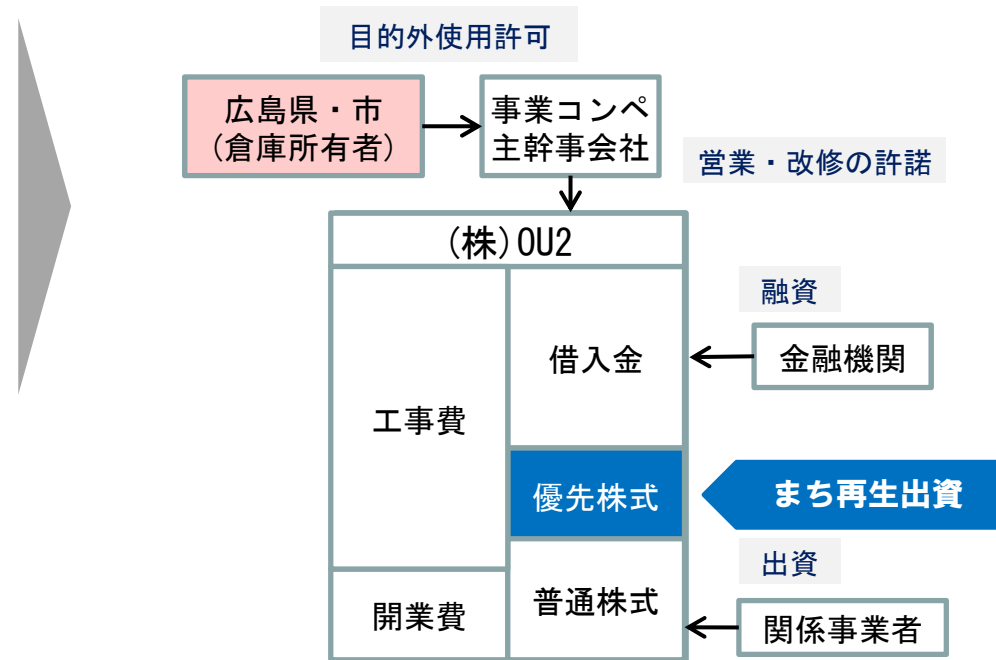 目的外使用許可
広島県・市
(倉庫所有者)
事業コンペ
主幹事会社
営業・改修の許諾
(株)OU2
融資
借入金
金融機関
工事費
優先株式
まち再生出資
出資
開業費
普通株式
関係事業者